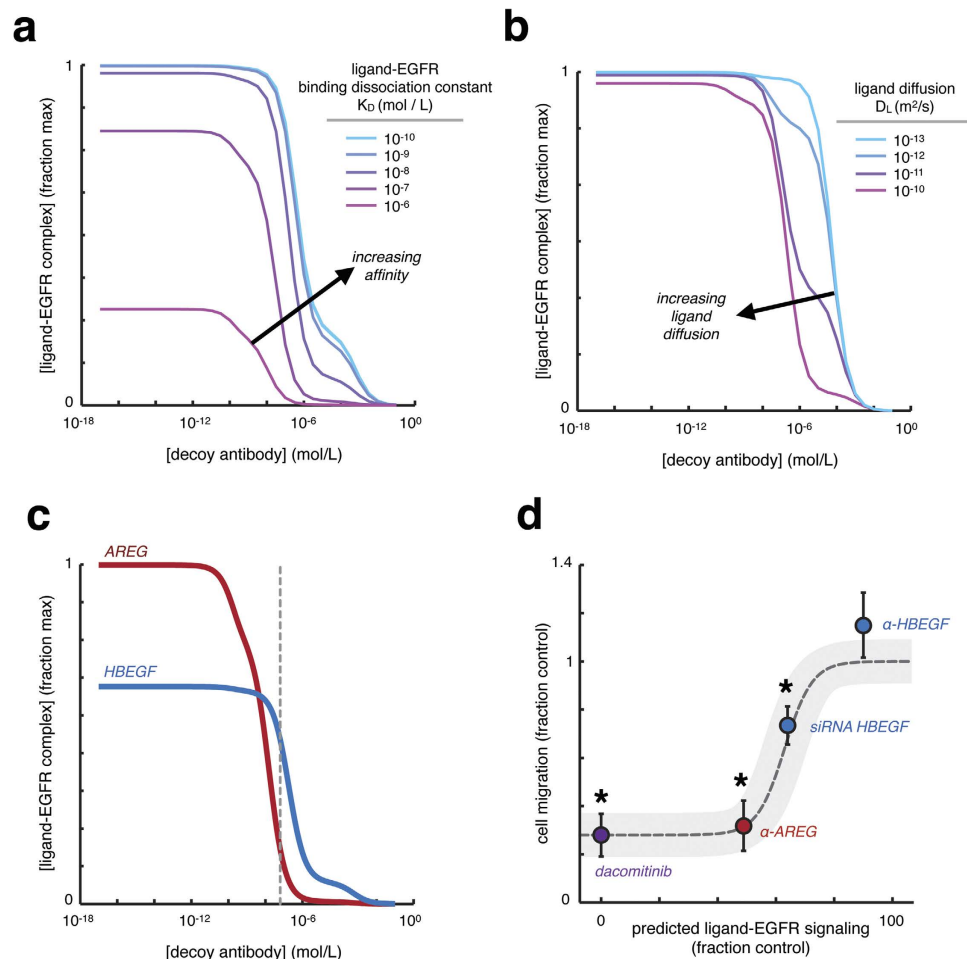 a
1
0
[ligand-EGFR complex] (fraction max)
ligand-EGFR
binding dissociation constant
K_D (mol / L)
10⁻¹⁰
10⁻⁹
10⁻⁸
10⁻⁷
10⁻⁶
increasing
affinity
10⁻¹⁸
10⁻¹²
10⁻⁶
10⁰
[decoy antibody] (mol/L)
b
1
0
[ligand-EGFR complex] (fraction max)
ligand diffusion
D_L (m²/s)
10⁻¹³
10⁻¹²
10⁻¹¹
10⁻¹⁰
increasing
ligand
diffusion
10⁻¹⁸
10⁻¹²
10⁻⁶
10⁰
[decoy antibody] (mol/L)
c
AREG
HBEGF
1
0
[ligand-EGFR complex] (fraction max)
10⁻¹⁸
10⁻¹²
10⁻⁶
10⁰
[decoy antibody] (mol/L)
d
1.4
1
0
cell migration (fraction control)
α-HBEGF
*
siRNA HBEGF
*
α-AREG
*
dacomitinib
0
100
predicted ligand-EGFR signaling
(fraction control)